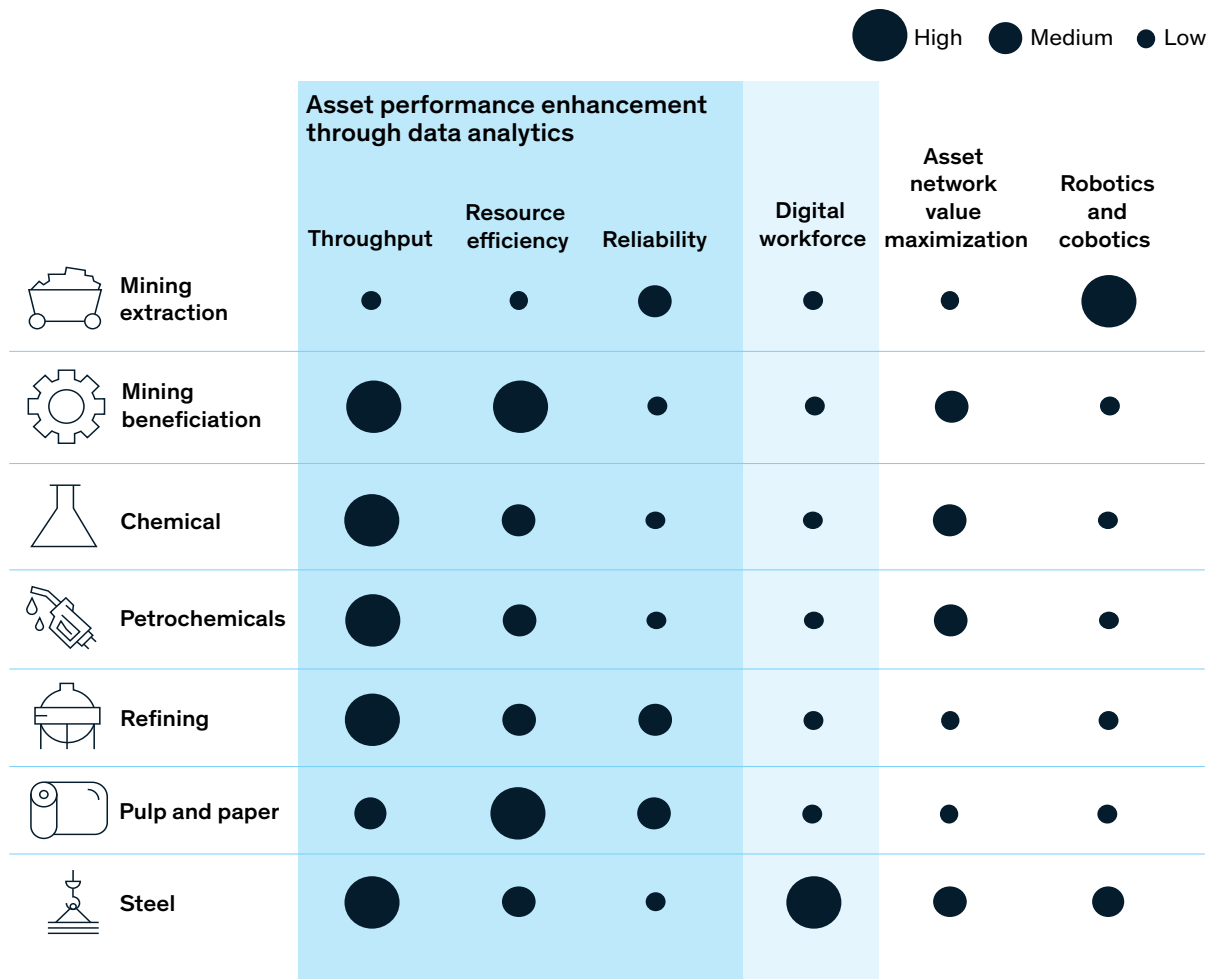 High Medium Low
Asset performance enhancement
through data analytics
Throughput
Resource
efficiency
Reliability
Digital
workforce
Asset
network
value
maximization
Robotics
and
cobotics
Mining
extraction
Mining
beneficiation
Chemical
Petrochemicals
Refining
Pulp and paper
Steel